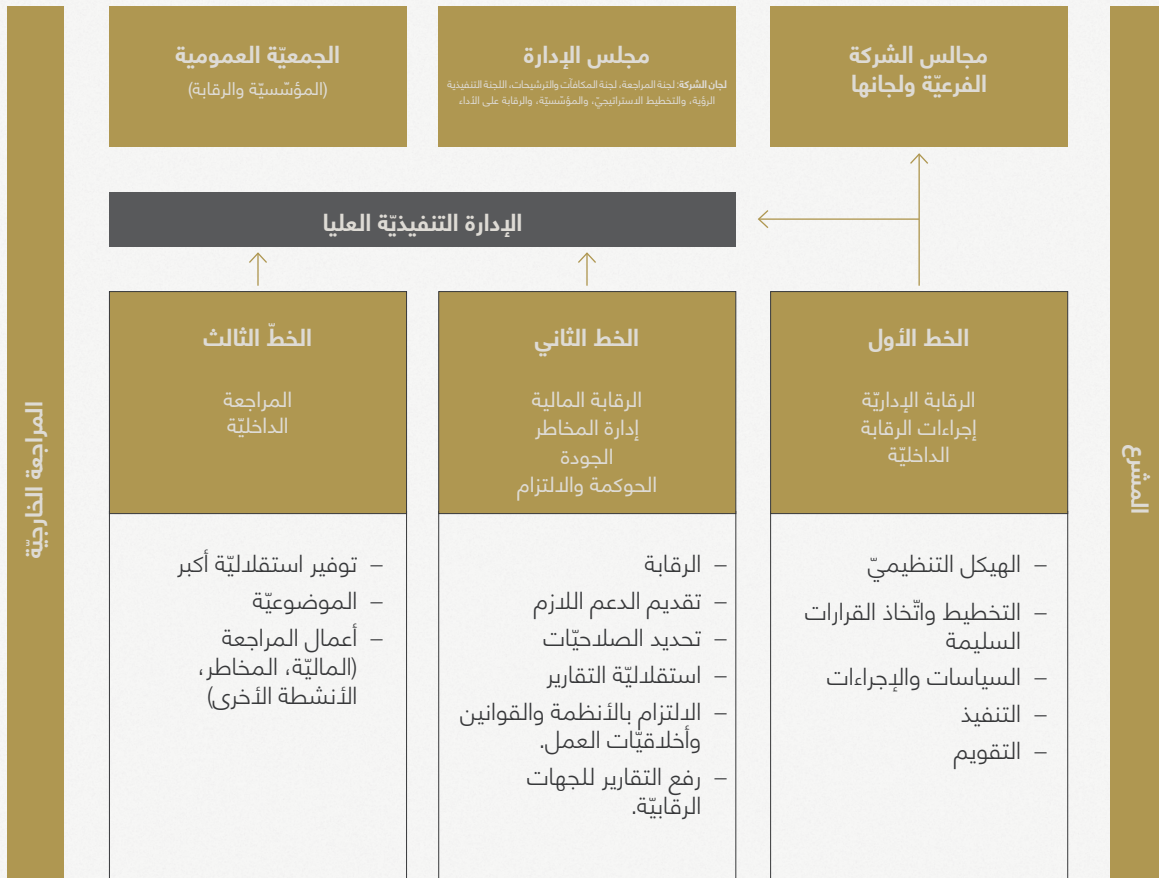 المشرع
مجالس الشركة
الفرعيّة ولجانها
مجلس الإدارة
لجان الشركة: لجنة المراجعة، لجنة المكافآت والترشيحات، اللجنة التنفيذية
الرؤية، والتخطيط الاستراتيجيّ، والمؤسّسيّة، والرقابة على الأداء
الجمعيّة العمومية
(المؤسّسيّة والرقابة)
الإدارة التنفيذيّة العليا
الخط الأول
الرقابة الإداريّة
إجراءات الرقابة
الداخليّة
– الهيكل التنظيميّ
– التخطيط واتّخاذ القرارات
السليمة
– السياسات والإجراءات
– التنفيذ
– التقويم
الخط الثاني
الرقابة المالية
إدارة المخاطر
الجودة
الحوكمة والالتزام
– الرقابة
– تقديم الدعم اللازم
– تحديد الصلاحيّات
– استقلاليّة التقارير
– الالتزام بالأنظمة والقوانين
وأخلاقيّات العمل.
– رفع التقارير للجهات
الرقابيّة.
الخطّ الثالث
المراجعة
الداخليّة
– توفير استقلاليّة أكبر
– الموضوعيّة
– أعمال المراجعة
(الماليّة، المخاطر،
الأنشطة الأخرى)
المراجعة الخارجيّة